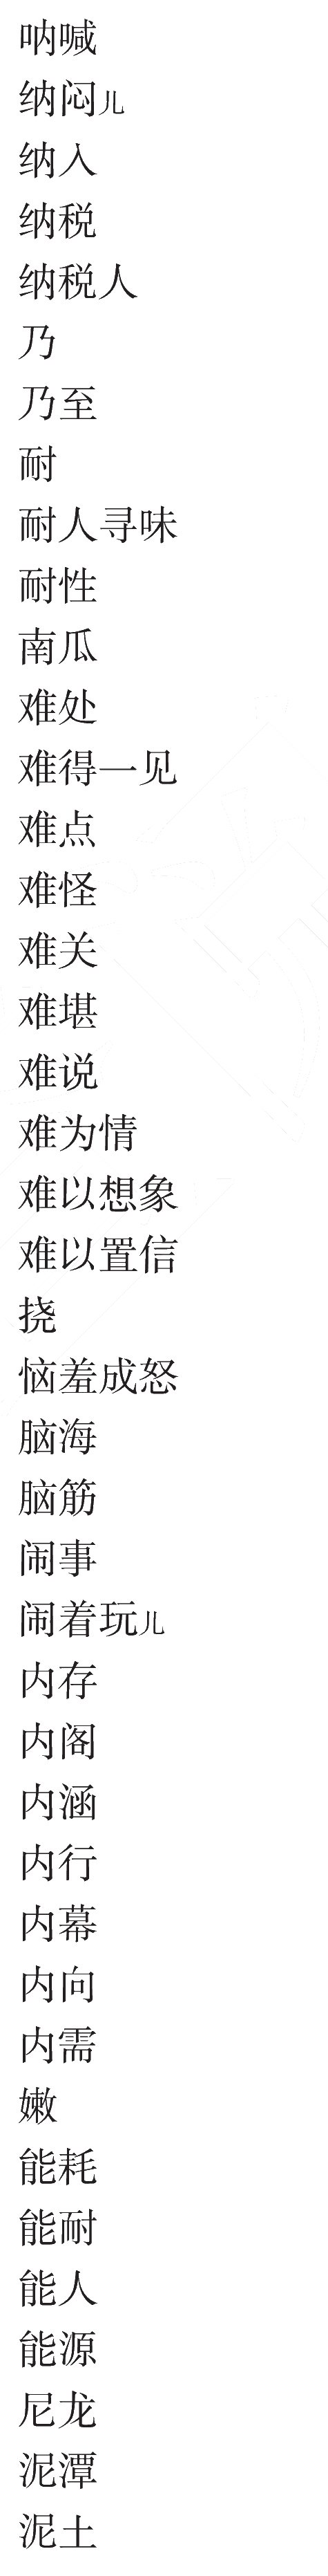 呐喊
纳闷儿
纳入
纳税
纳税人
乃
乃至
耐
耐人寻味
耐性
南瓜
难处
难得一见
难点
难怪
难关
难堪
难说
难为情
难以想象
难以置信
挠
恼羞成怒
脑海
脑筋
闹事
闹着玩儿
内存
内阁
内涵
内行
内幕
内向
内需
嫩
能耗
能耐
能人
能源
尼龙
泥潭
泥土